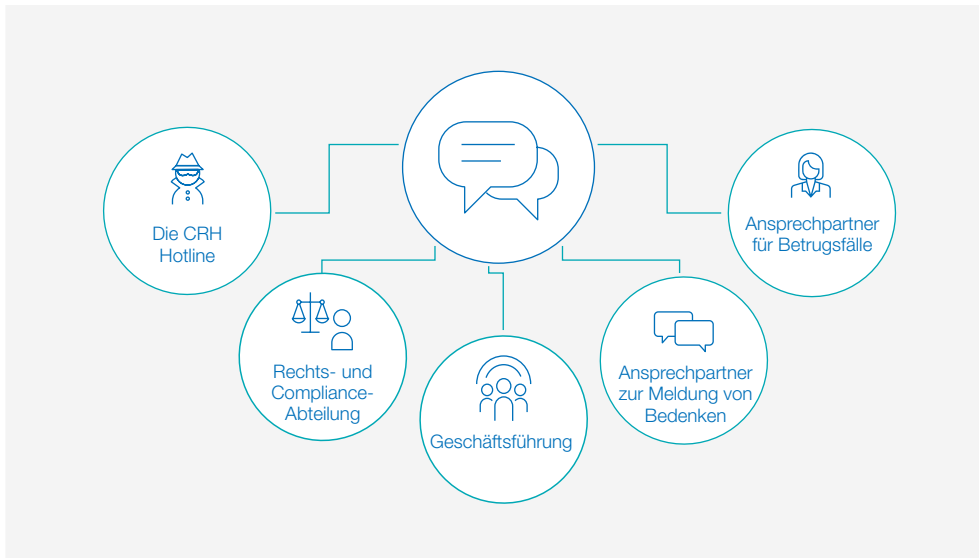 Die CRH
Hotline
Rechts- und
Compliance-
Abteilung
Geschäftsführung
Ansprechpartner
zur Meldung von
Bedenken
Ansprechpartner
für Betrugsfälle